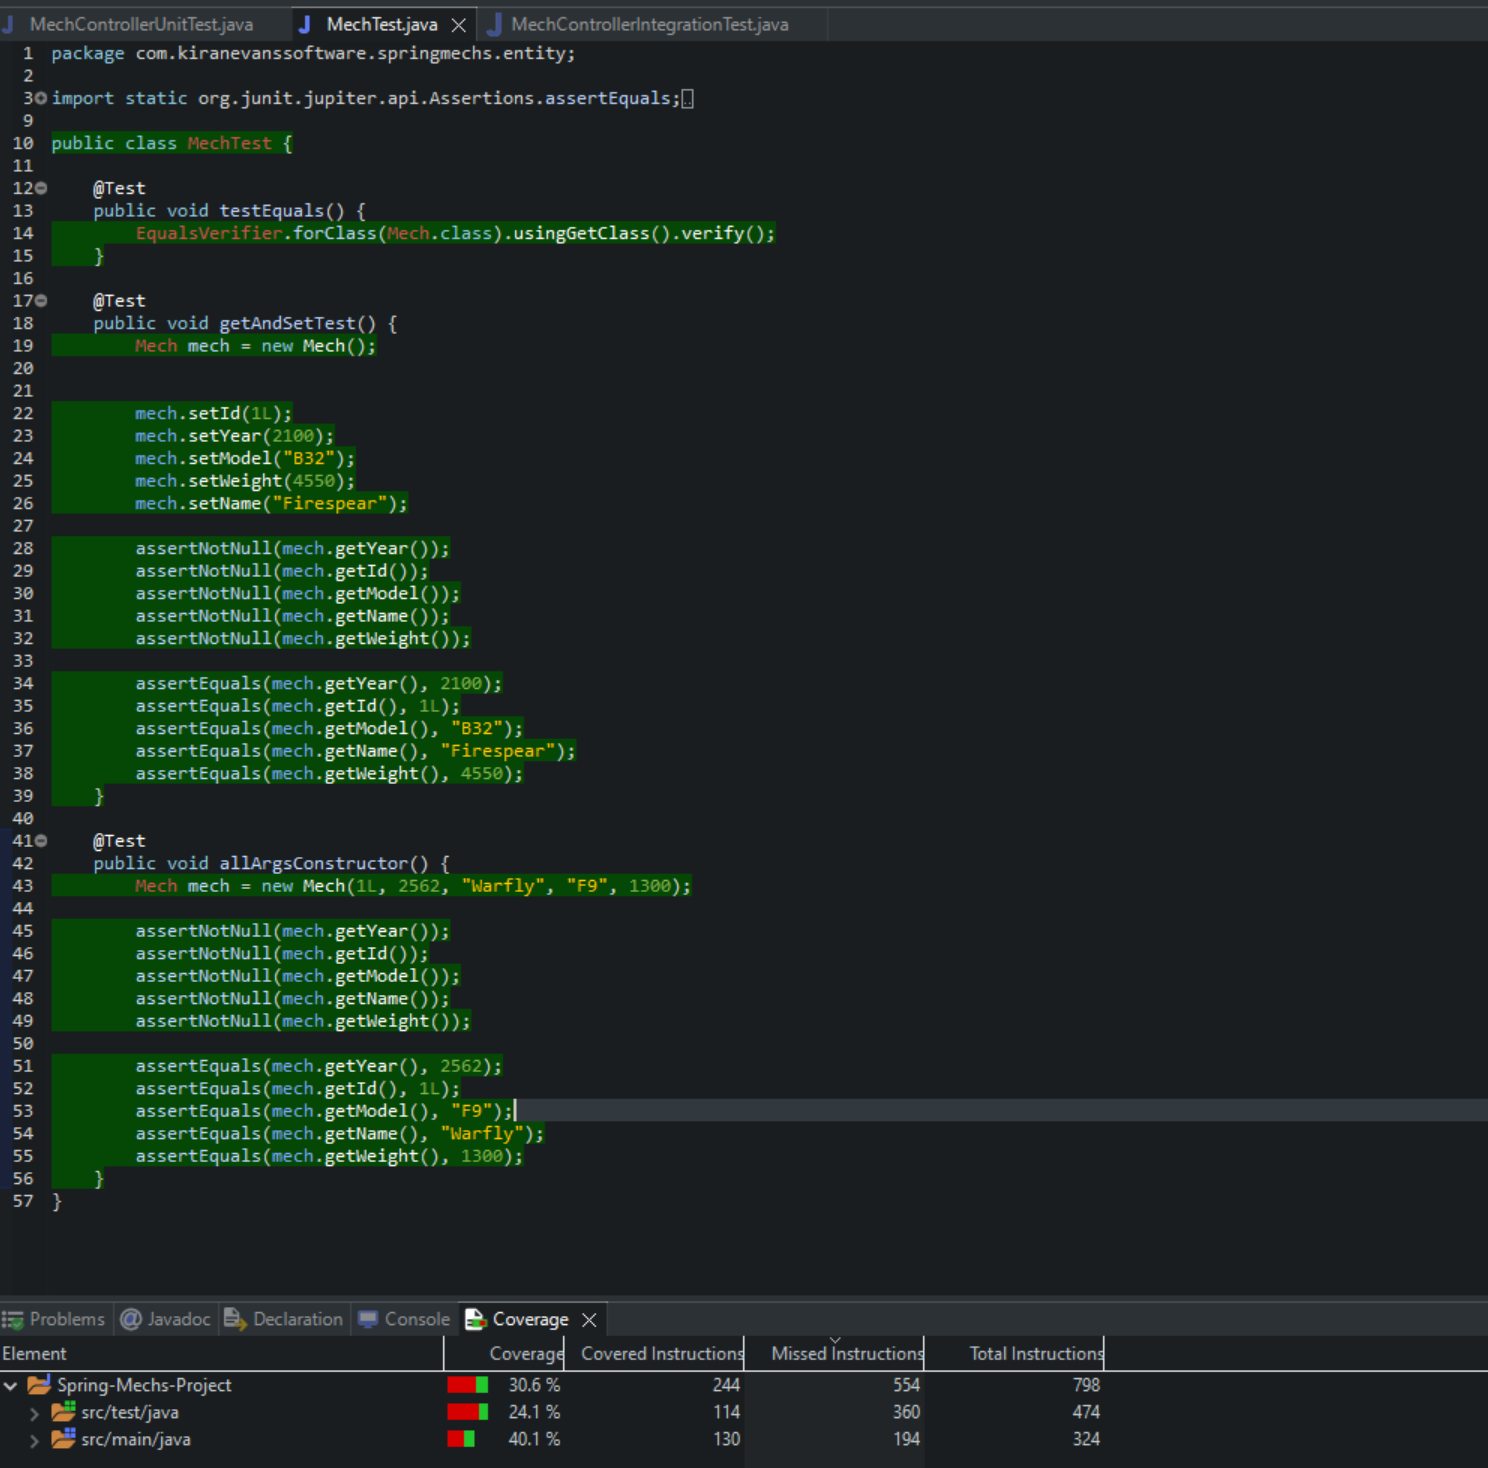 MechControllerUnitTest.java MechTest.java MechControllerIntegrationTest.java
1 package com.kiranevanssoftware.springmechs.entity;
2
3 import static org.junit.jupiter.api.Assertions.assertEquals;
9
10 public class MechTest {
11
12 @Test
13 public void testEquals() {
14 EqualsVerifier.forClass(Mech.class).usingGetClass().verify();
15 }
16
17 @Test
18 public void getAndSetTest() {
19 Mech mech = new Mech();
20
21
22 mech.setId(1L);
23 mech.setYear(2100);
24 mech.setModel("B32");
25 mech.setWeight(4550);
26 mech.setName("Firespear");
27
28 assertNotNull(mech.getYear());
29 assertNotNull(mech.getId());
30 assertNotNull(mech.getModel());
31 assertNotNull(mech.getName());
32 assertNotNull(mech.getWeight());
33
34 assertEquals(mech.getYear(), 2100);
35 assertEquals(mech.getId(), 1L);
36 assertEquals(mech.getModel(), "B32");
37 assertEquals(mech.getName(), "Firespear");
38 assertEquals(mech.getWeight(), 4550);
39 }
40
41 @Test
42 public void allArgsConstructor() {
43 Mech mech = new Mech(1L, 2562, "Warfly", "F9", 1300);
44
45 assertNotNull(mech.getYear());
46 assertNotNull(mech.getId());
47 assertNotNull(mech.getModel());
48 assertNotNull(mech.getName());
49 assertNotNull(mech.getWeight());
50
51 assertEquals(mech.getYear(), 2562);
52 assertEquals(mech.getId(), 1L);
53 assertEquals(mech.getModel(), "F9");
54 assertEquals(mech.getName(), "Warfly");
55 assertEquals(mech.getWeight(), 1300);
56 }
57 }
Problems @ Javadoc Declaration Console Coverage
Element Coverage Covered Instructions Missed Instructions Total Instructions
Spring-Mechs-Project 30.6 % 244 554 798
src/test/java 24.1 % 114 360 474
src/main/java 40.1 % 130 194 324